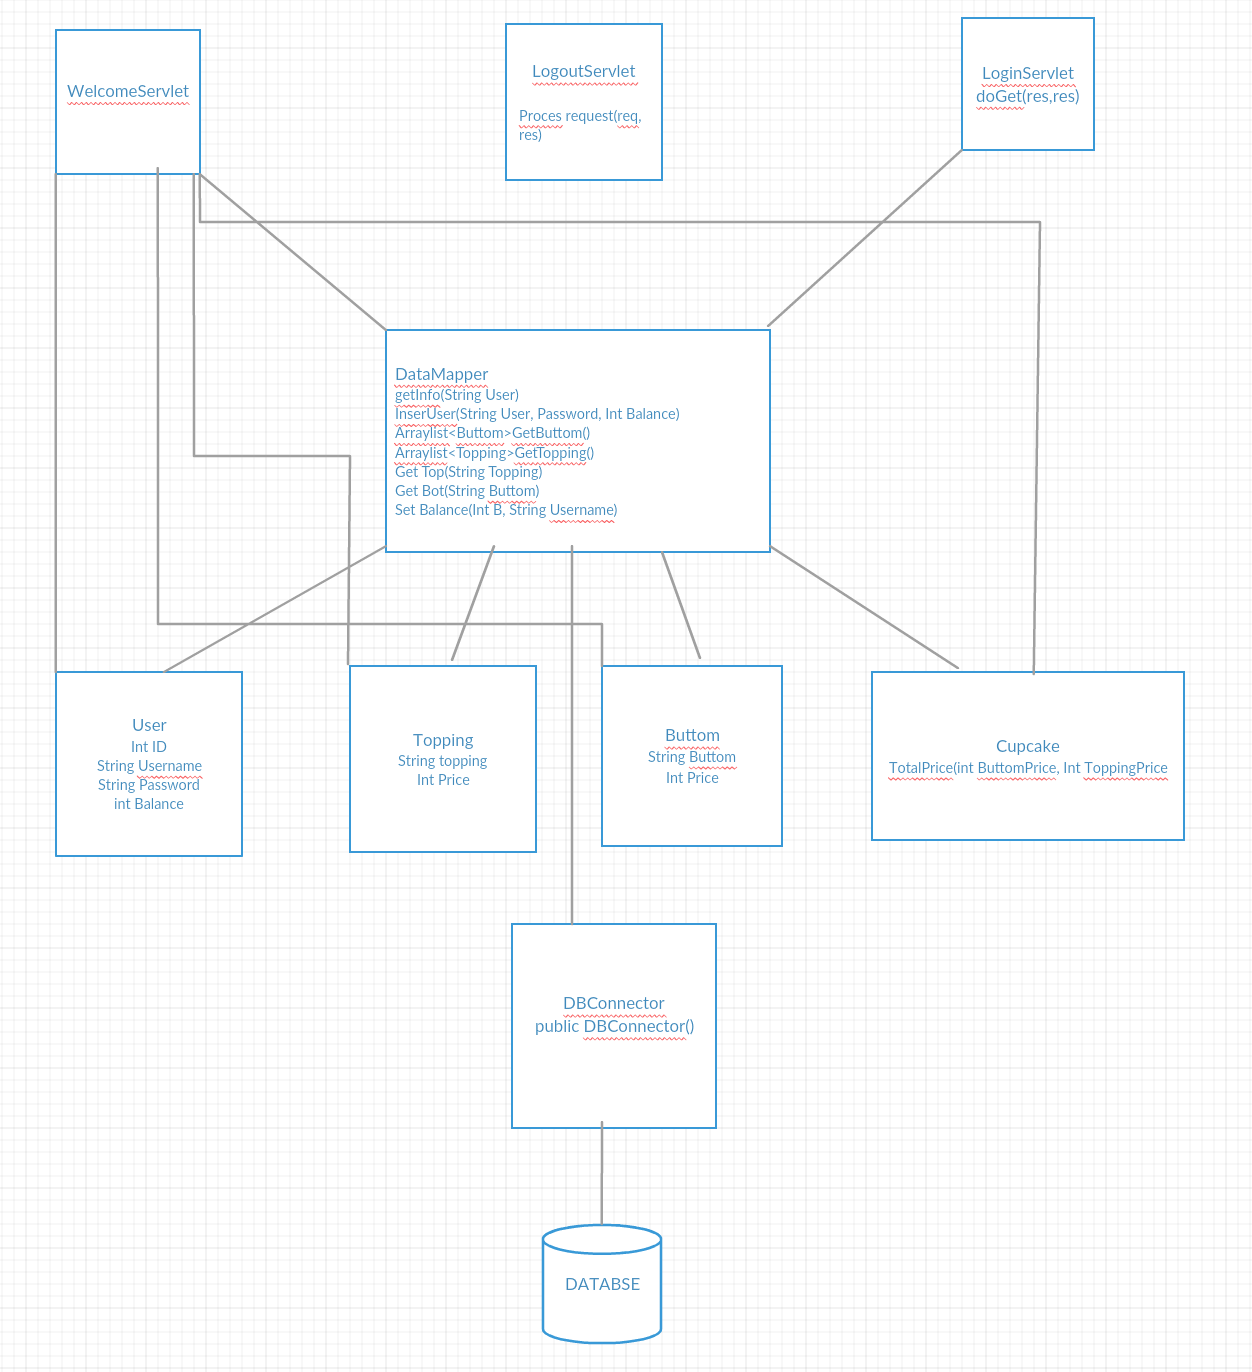 WelcomeServlet
LogoutServlet
Proces request(req,
res)
LoginServlet
doGet(res,res)
DataMapper
getInfo(String User)
InserUser(String User, Password, Int Balance)
Arraylist<Buttom>GetButtom()
Arraylist<Topping>GetTopping()
Get Top(String Topping)
Get Bot(String Buttom)
Set Balance(Int B, String Username)
User
Int ID
String Username
String Password
int Balance
Topping
String topping
Int Price
Buttom
String Buttom
Int Price
Cupcake
TotalPrice(int ButtomPrice, Int ToppingPrice
DBConnector
public DBConnector()
DATABSE